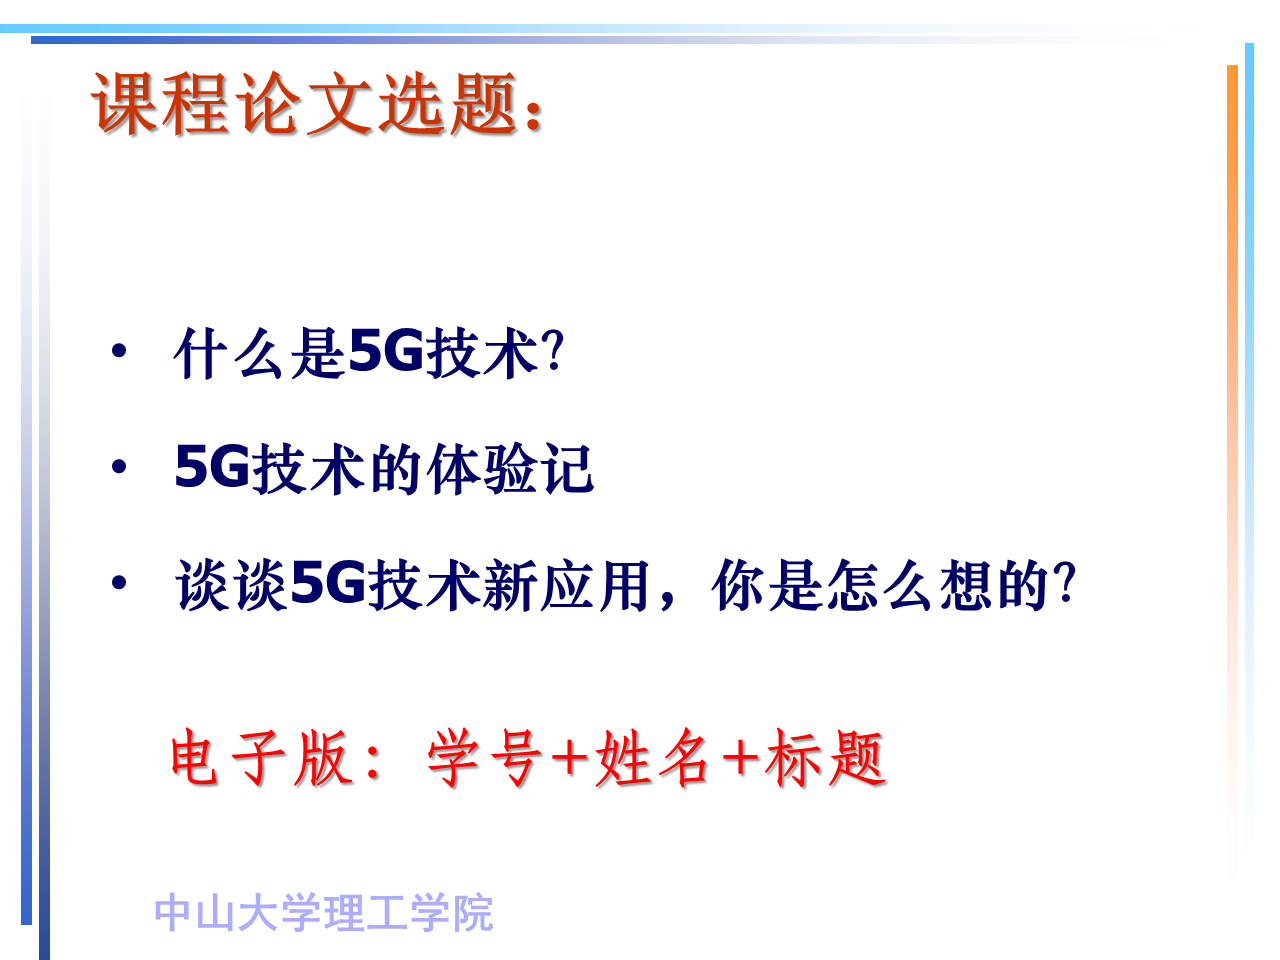 课程论文选题：
• 什么是5G技术？
• 5G技术的体验记
• 谈谈5G技术新应用，你是怎么想的？
电子版：学号+姓名+标题
中山大学理工学院